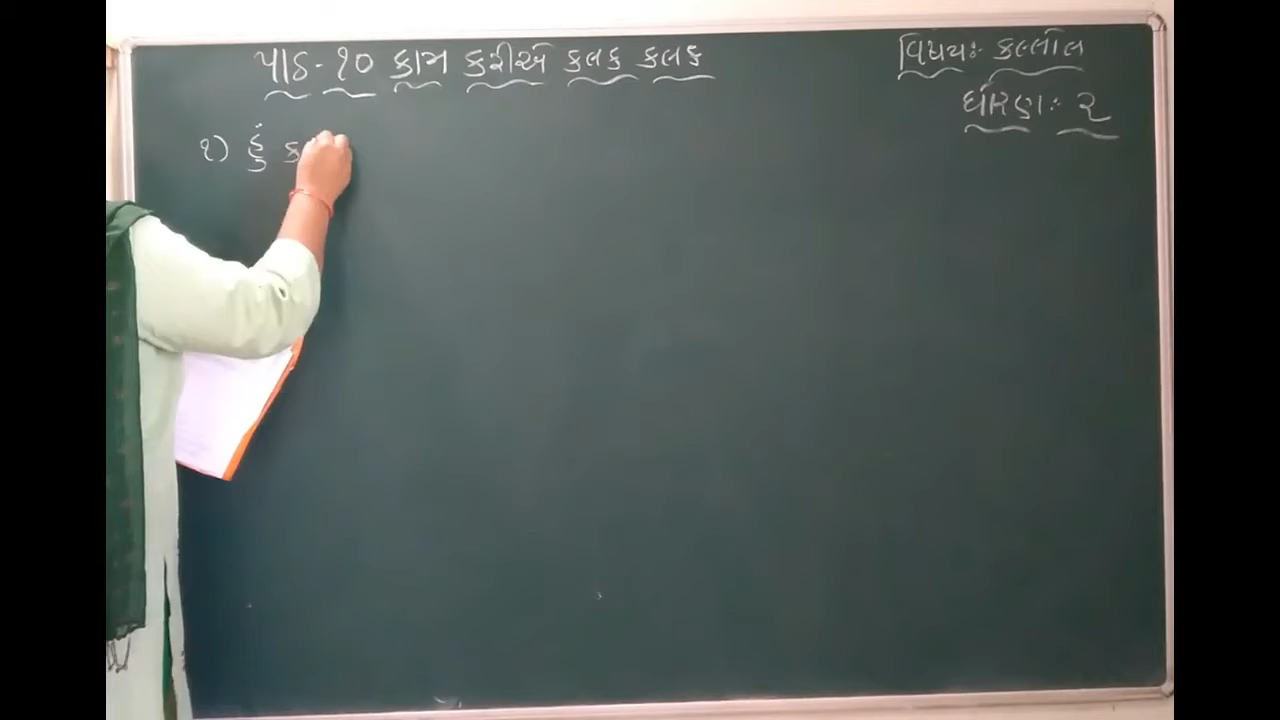 પાઠ-૧૦ કામ કરીએ કલક કલક
વિષયઃ- કલ્લોલ
ધોરણઃ- ૨
૧) હું ક